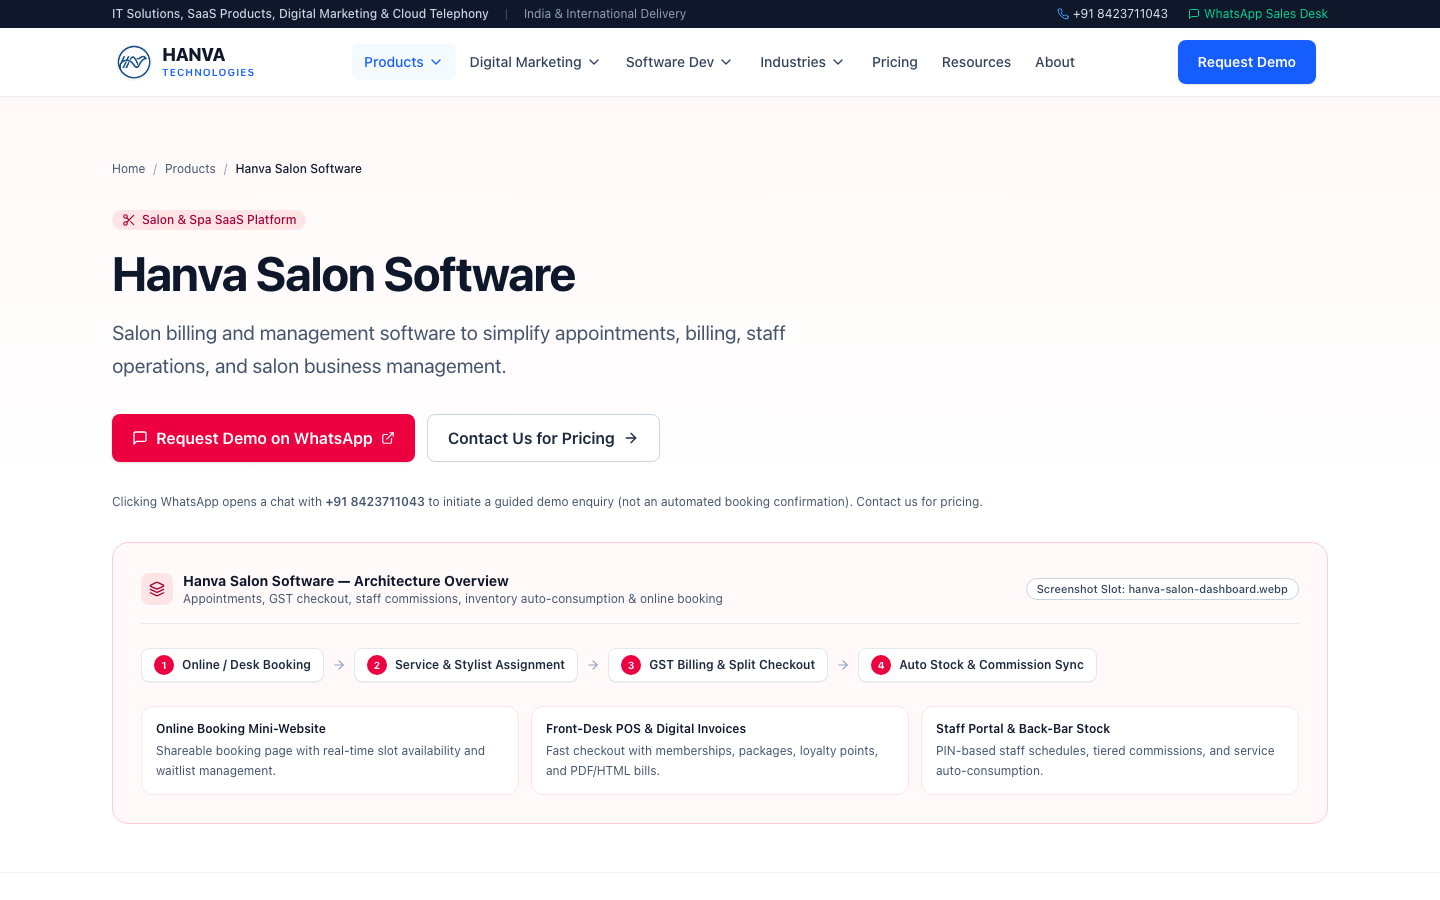 IT Solutions, SaaS Products, Digital Marketing & Cloud Telephony | India & International Delivery
+91 8423711043 WhatsApp Sales Desk
HANVA
TECHNOLOGIES
Products Digital Marketing Software Dev Industries Pricing Resources About
Request Demo
Home / Products / Hanva Salon Software
Salon & Spa SaaS Platform
Hanva Salon Software
Salon billing and management software to simplify appointments, billing, staff
operations, and salon business management.
Request Demo on WhatsApp
Contact Us for Pricing
Clicking WhatsApp opens a chat with +91 8423711043 to initiate a guided demo enquiry (not an automated booking confirmation). Contact us for pricing.
Hanva Salon Software — Architecture Overview
Appointments, GST checkout, staff commissions, inventory auto-consumption & online booking
Screenshot Slot: hanva-salon-dashboard.webp
1 Online / Desk Booking
2 Service & Stylist Assignment
3 GST Billing & Split Checkout
4 Auto Stock & Commission Sync
Online Booking Mini-Website
Shareable booking page with real-time slot availability and
waitlist management.
Front-Desk POS & Digital Invoices
Fast checkout with memberships, packages, loyalty points,
and PDF/HTML bills.
Staff Portal & Back-Bar Stock
PIN-based staff schedules, tiered commissions, and service
auto-consumption.